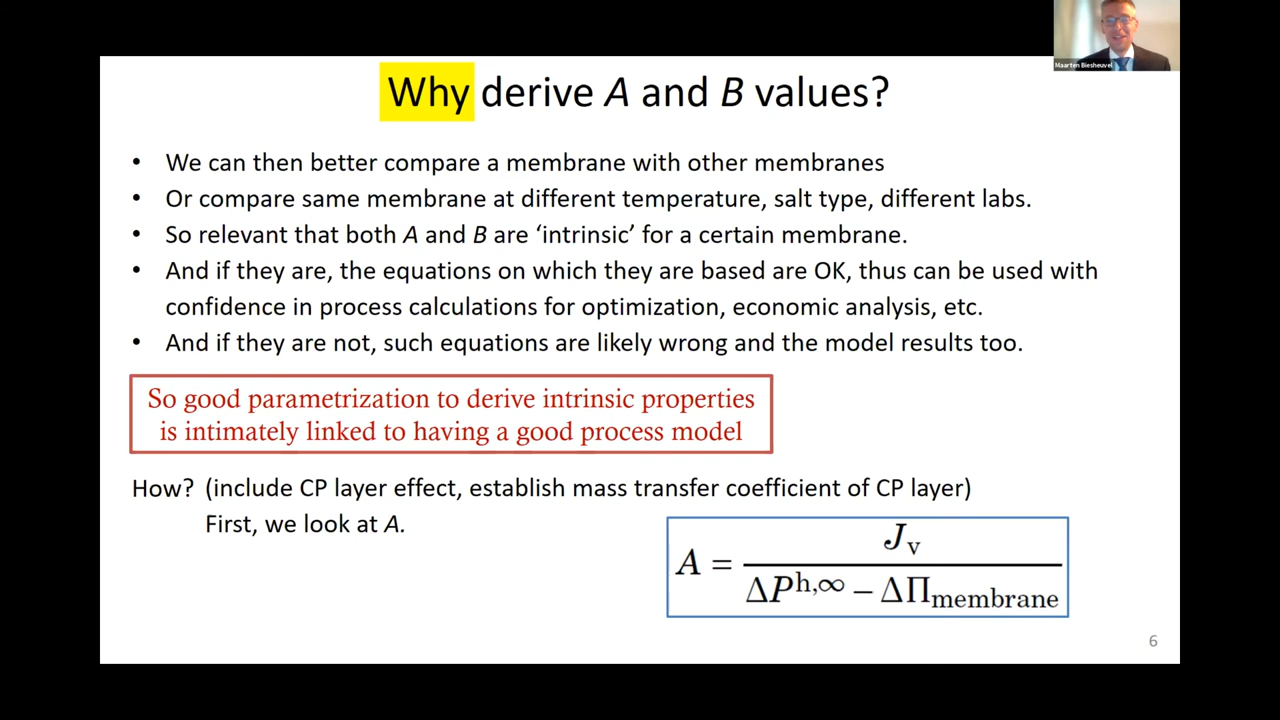 Maarten Biesheuvel
Why derive A and B values?
• We can then better compare a membrane with other membranes
• Or compare same membrane at different temperature, salt type, different labs.
• So relevant that both A and B are ‘intrinsic’ for a certain membrane.
• And if they are, the equations on which they are based are OK, thus can be used with
confidence in process calculations for optimization, economic analysis, etc.
• And if they are not, such equations are likely wrong and the model results too.
So good parametrization to derive intrinsic properties
is intimately linked to having a good process model
How? (include CP layer effect, establish mass transfer coefficient of CP layer)
First, we look at A.
A = J_v / (ΔP^{h,∞} − ΔΠ_membrane)
6